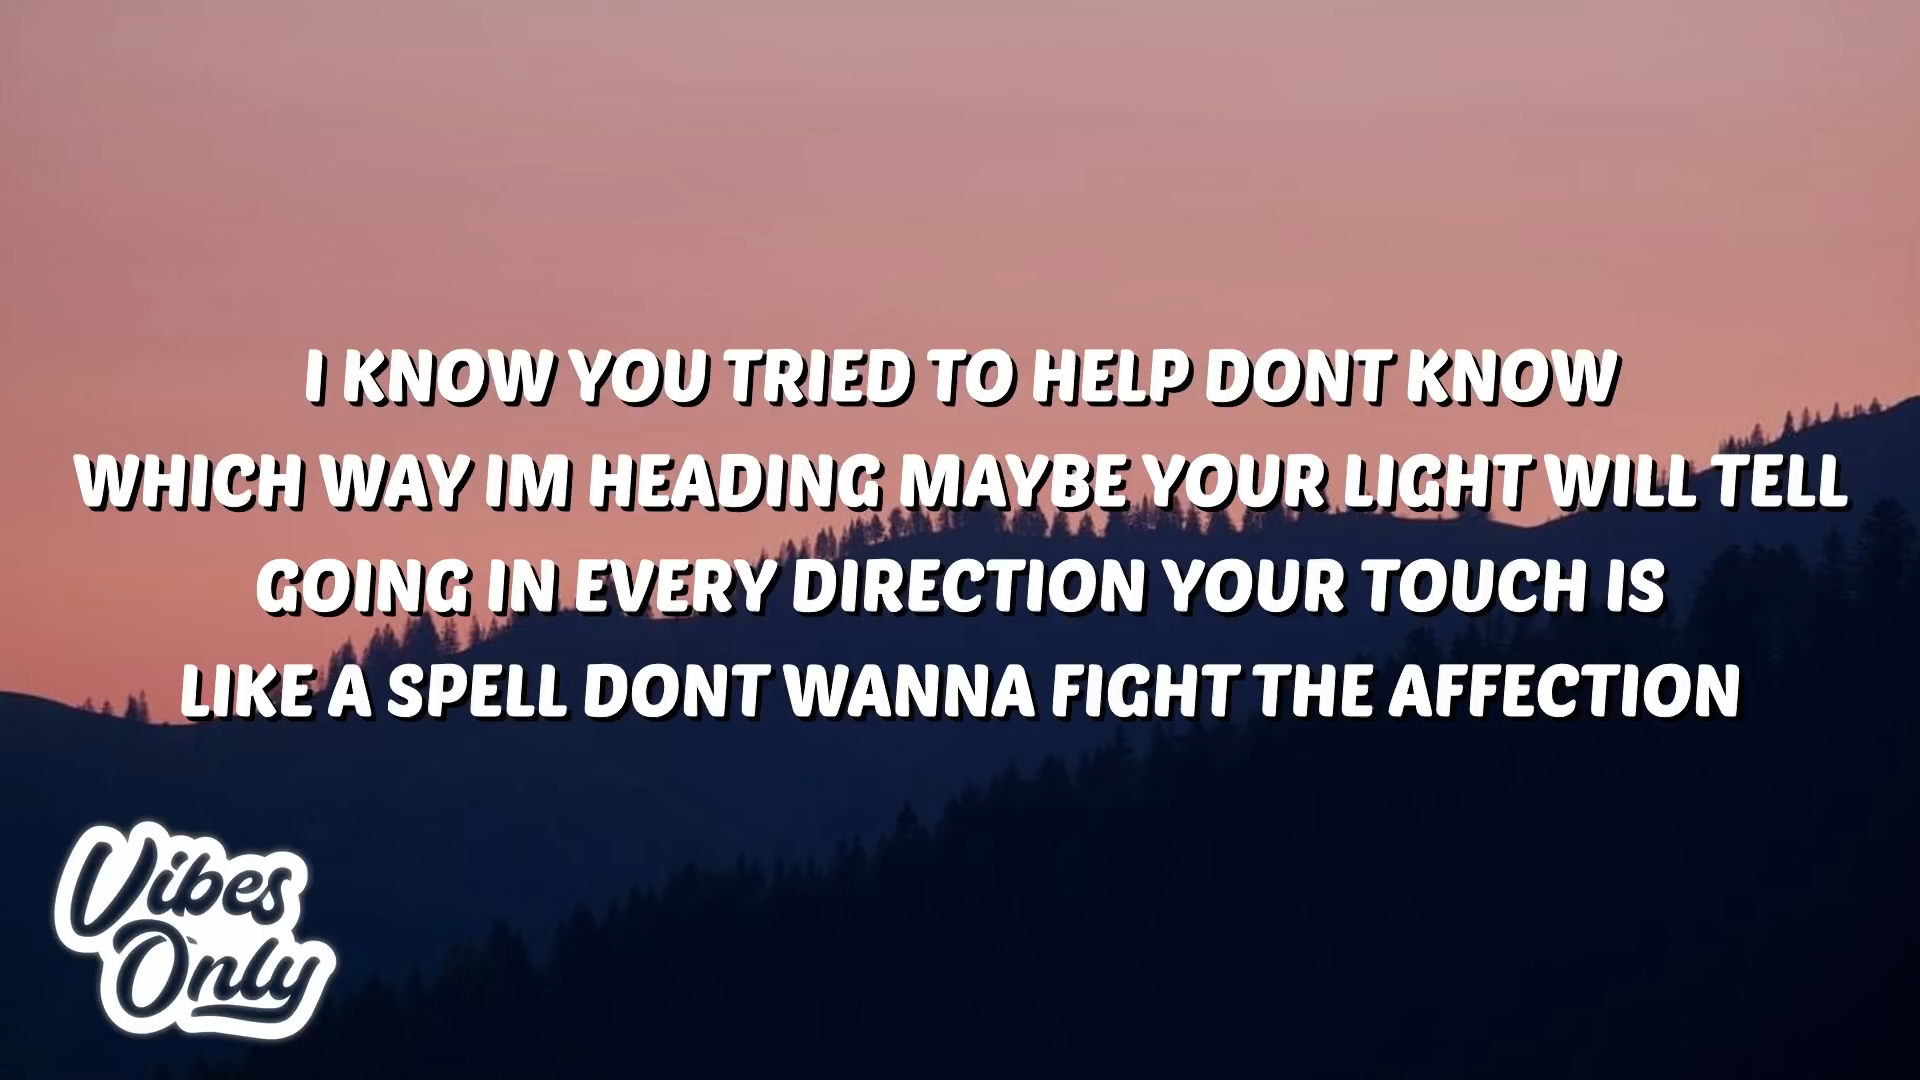 I KNOW YOU TRIED TO HELP DONT KNOW
WHICH WAY IM HEADING MAYBE YOUR LIGHT WILL TELL
GOING IN EVERY DIRECTION YOUR TOUCH IS
LIKE A SPELL DONT WANNA FIGHT THE AFFECTION
Vibes
Only